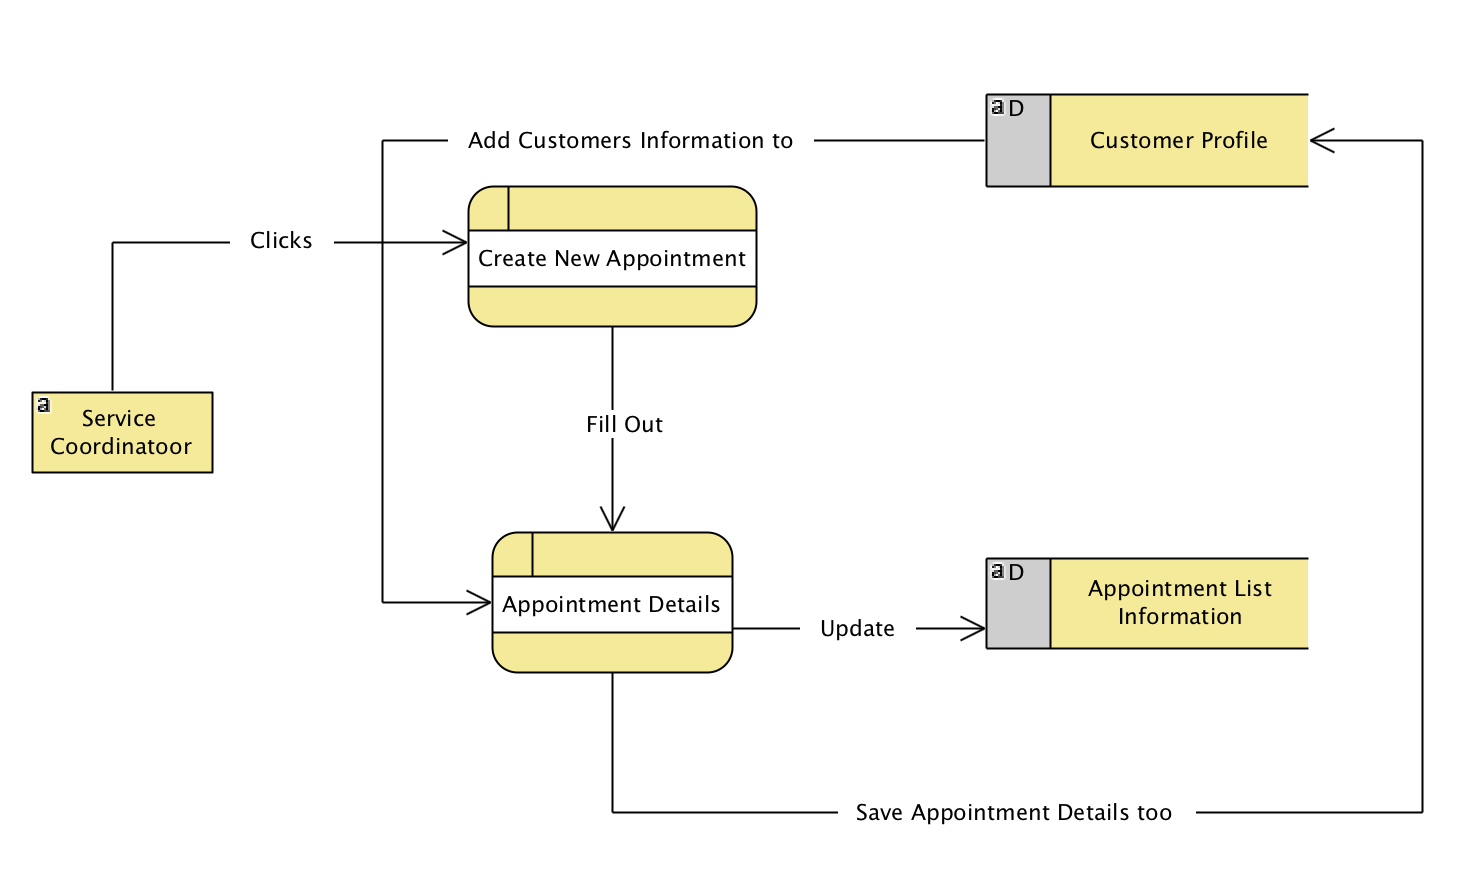 a D
Customer Profile
Add Customers Information to
Clicks
Create New Appointment
a
Service
Coordinatoor
Fill Out
Appointment Details
Update
a D
Appointment List
Information
Save Appointment Details too